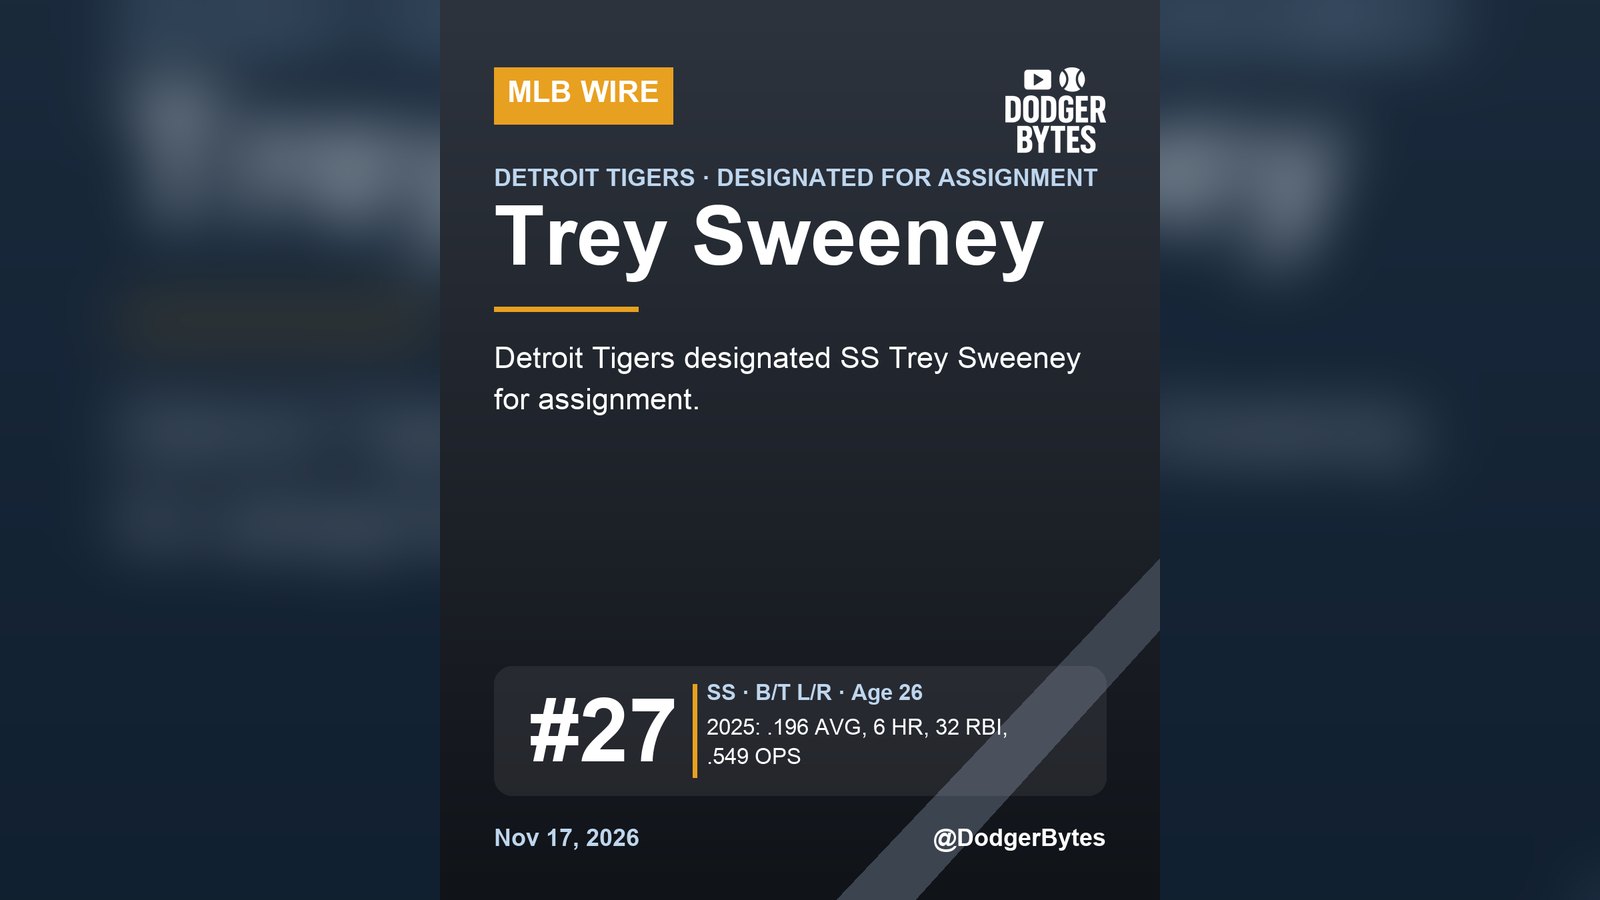 MLB WIRE
DODGER
BYTES
DETROIT TIGERS · DESIGNATED FOR ASSIGNMENT
Trey Sweeney
Detroit Tigers designated SS Trey Sweeney
for assignment.
#27
SS · B/T L/R · Age 26
2025: .196 AVG, 6 HR, 32 RBI,
.549 OPS
Nov 17, 2026
@DodgerBytes